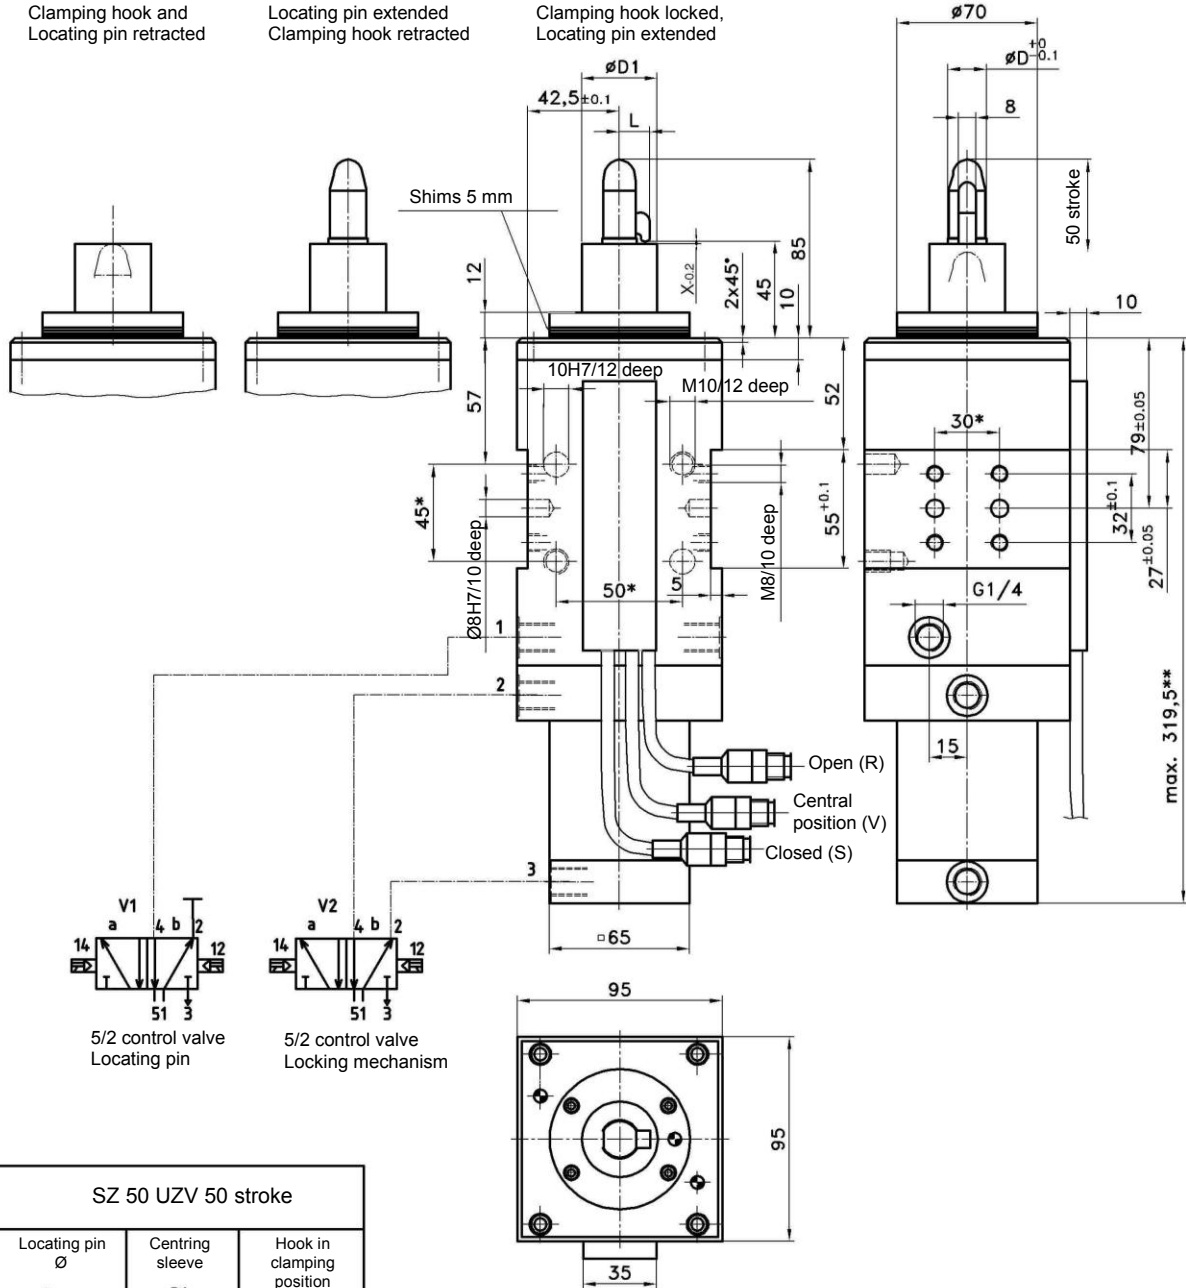 Clamping hook and
Locating pin retracted
Locating pin extended
Clamping hook retracted
Clamping hook locked,
Locating pin extended
ø70
øD +0 -0.1
8
50 stroke
10
øD1
42,5±0.1
L
Shims 5 mm
12
57
X-0.2
2x45°
45
10
85
10H7/12 deep
M10/12 deep
52
55+0.1
45*
Ø8H7/10 deep
50*
5
M8/10 deep
30*
79±0.05
32±0.1
27±0.05
G1/4
15
max. 319,5**
1
2
3
Open (R)
Central
position (V)
Closed (S)
□65
V1
a
4
b
2
14
12
51
3
5/2 control valve
Locating pin
V2
a
4
b
2
14
12
51
3
5/2 control valve
Locking mechanism
95
95
35
SZ 50 UZV 50 stroke
Locating pin
Ø
Centring
sleeve
Hook in
clamping
position